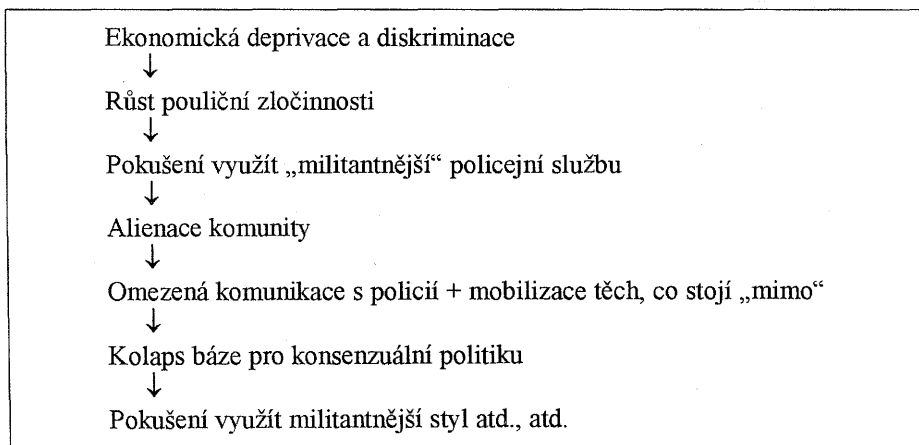 Ekonomická deprivace a diskriminace
↓
Růst pouliční zločinnosti
↓
Pokušení využít „militantnější“ policejní službu
↓
Alienace komunity
↓
Omezená komunikace s policií + mobilizace těch, co stojí „mimo“
↓
Kolaps báze pro konsenzuální politiku
↓
Pokušení využít militantnější styl atd., atd.